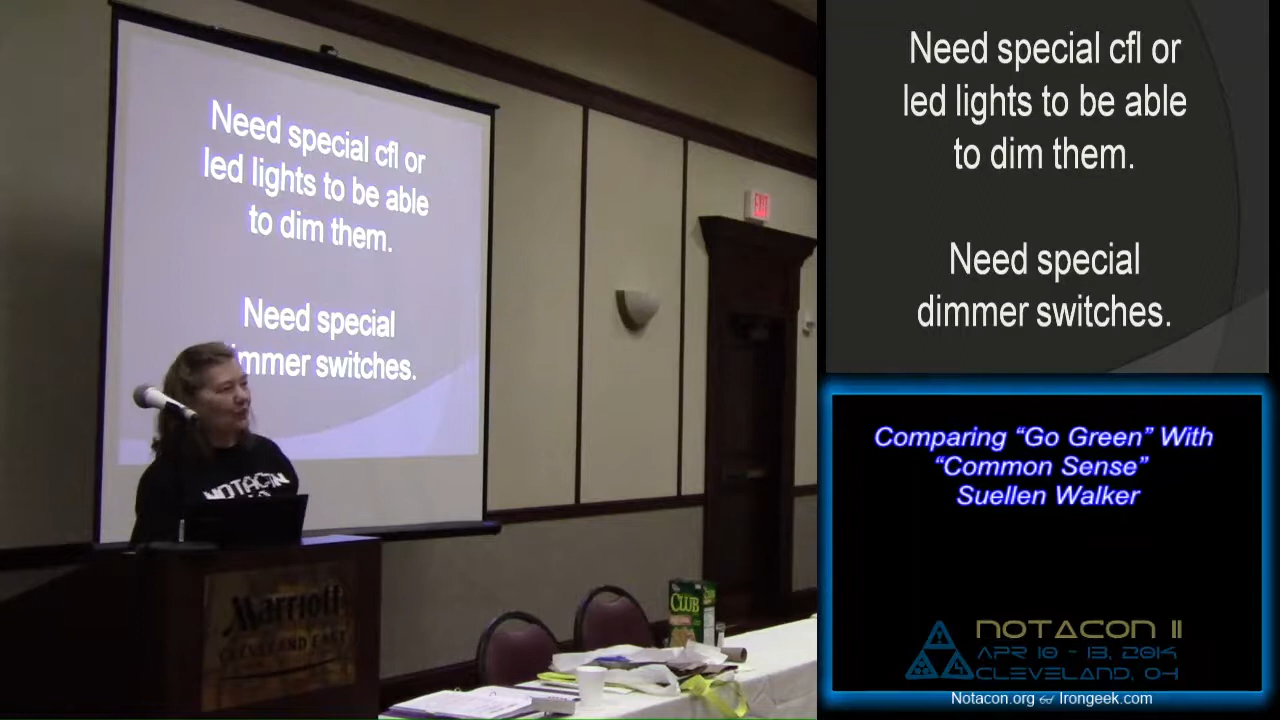 Need special cfl or
led lights to be able
to dim them.
Need special
mmer switches.
EXIT
NOTACON
Marriott
CLEVELAND EAST
CLUB
Need special cfl or
led lights to be able
to dim them.
Need special
dimmer switches.
Comparing “Go Green” With
“Common Sense”
Suellen Walker
NOTACON 11
APR 10 - 13, 2014
CLEVELAND, OH
Notacon.org Irongeek.com